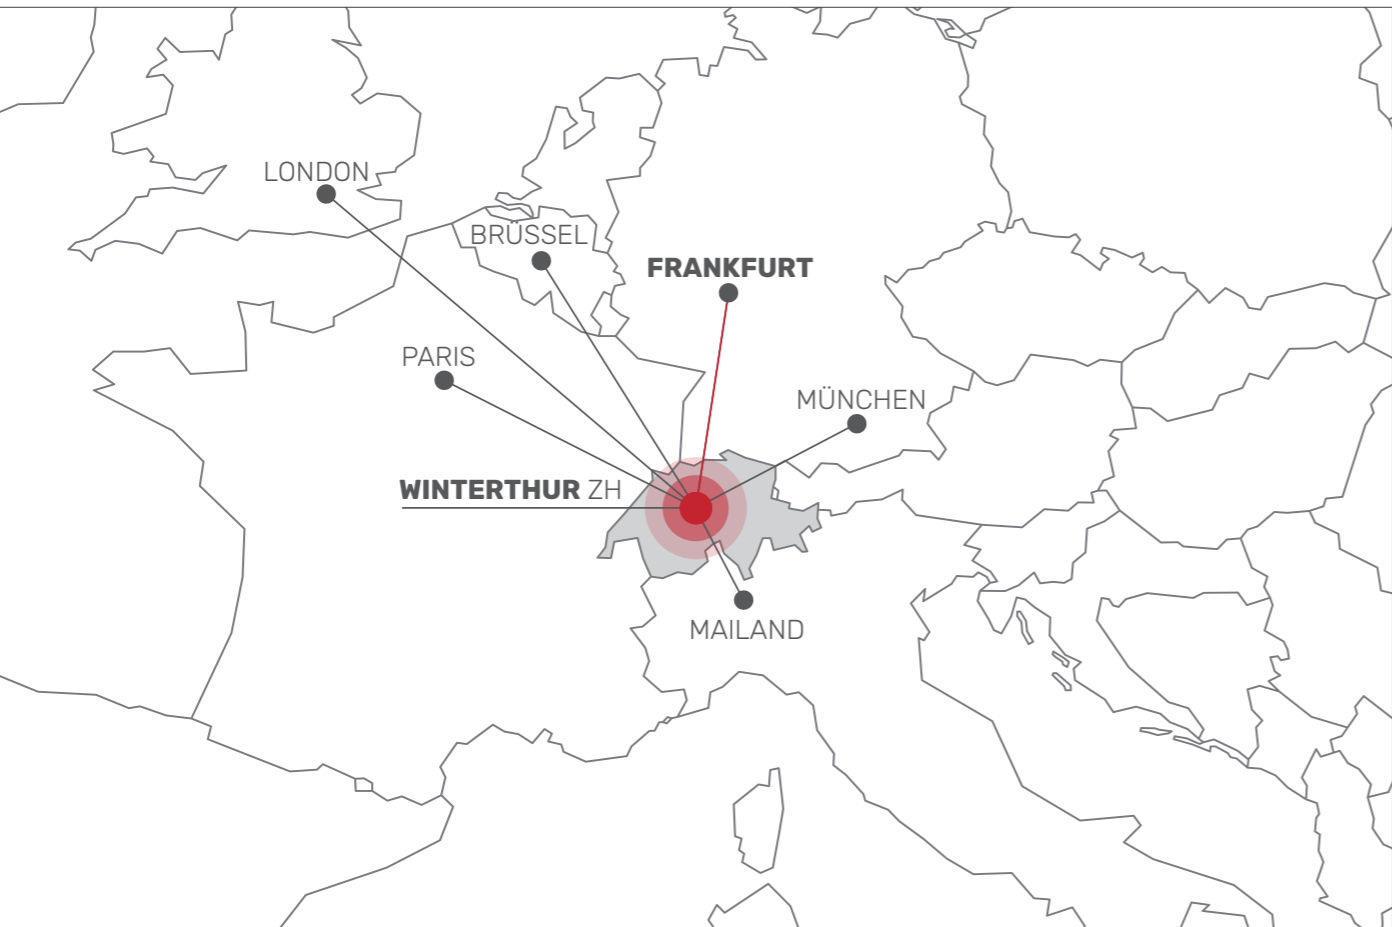 LONDON
BRÜSSEL
FRANKFURT
PARIS
MÜNCHEN
WINTERTHUR ZH
MAILAND